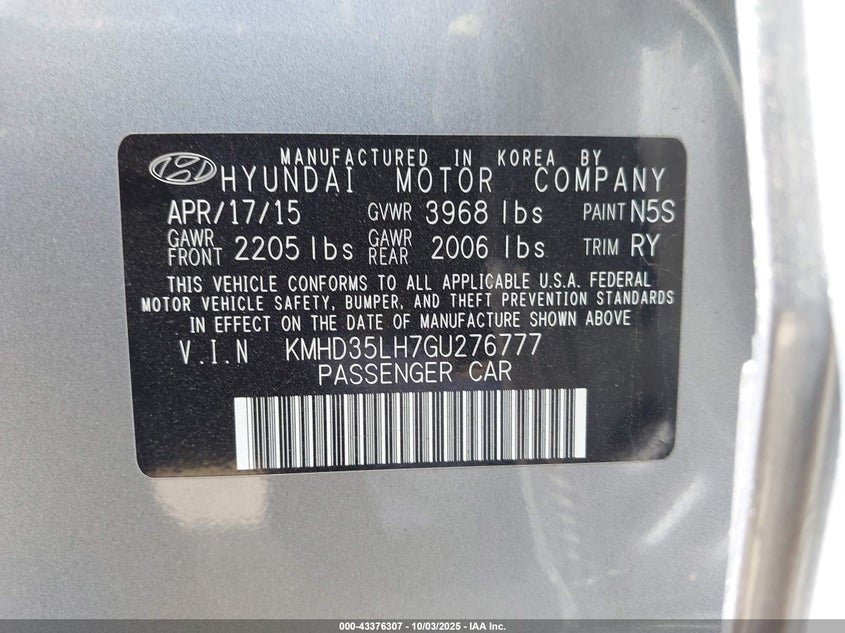 MANUFACTURED IN KOREA BY
HYUNDAI MOTOR COMPANY
APR/17/15 GVWR 3968 lbs PAINT N5S
GAWR FRONT 2205 lbs GAWR REAR 2006 lbs TRIM RY
THIS VEHICLE CONFORMS TO ALL APPLICABLE U.S.A. FEDERAL
MOTOR VEHICLE SAFETY, BUMPER, AND THEFT PREVENTION STANDARDS
IN EFFECT ON THE DATE OF MANUFACTURE SHOWN ABOVE
V.I.N KMHD35LH7GU276777
PASSENGER CAR
000-43376307 - 10/03/2025 - IAA Inc.